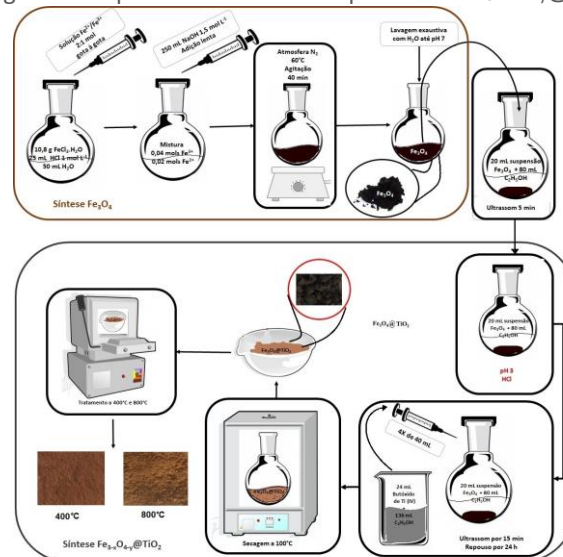 Solução Fe²⁺/Fe³⁺
2:1 mol
gota à gota
250 mL NaOH 1,5 mol L⁻¹
Adição lenta
Atmosfera N₂
60°C
Agitação
40 min
Lavagem exaustiva
com H₂O até pH 7
10,8 g FeCl₃.H₂O
25 mL HCl 1 mol L⁻¹
50 mL H₂O
Mistura
0,04 mols Fe³⁺
0,02 mols Fe²⁺
Fe₃O₄
Fe₃O₄
20 mL suspensão
Fe₃O₄ + 80 mL
C₂H₅OH
Ultrassom 5 min
Síntese Fe₃O₄
20 mL suspensão
Fe₃O₄ + 80 mL
C₂H₅OH
pH 3
HCl
Fe₃O₄@TiO₂
Fe₃O₄@TiO₂
Tratamento a 400°C e 800°C
400°C
800°C
Fe₃O₄@TiO₂
Secagem a 100°C
4X de 40 mL
24 mL
Butóxido
de Ti (IV)
136 mL
C₂H₅OH
20 mL suspensão
Fe₃O₄ + 80 mL
C₂H₅OH
Ultrassom por 15 min
Repouso por 24 h
Síntese Fe₃₋ₓO₄₋ᵧ@TiO₂